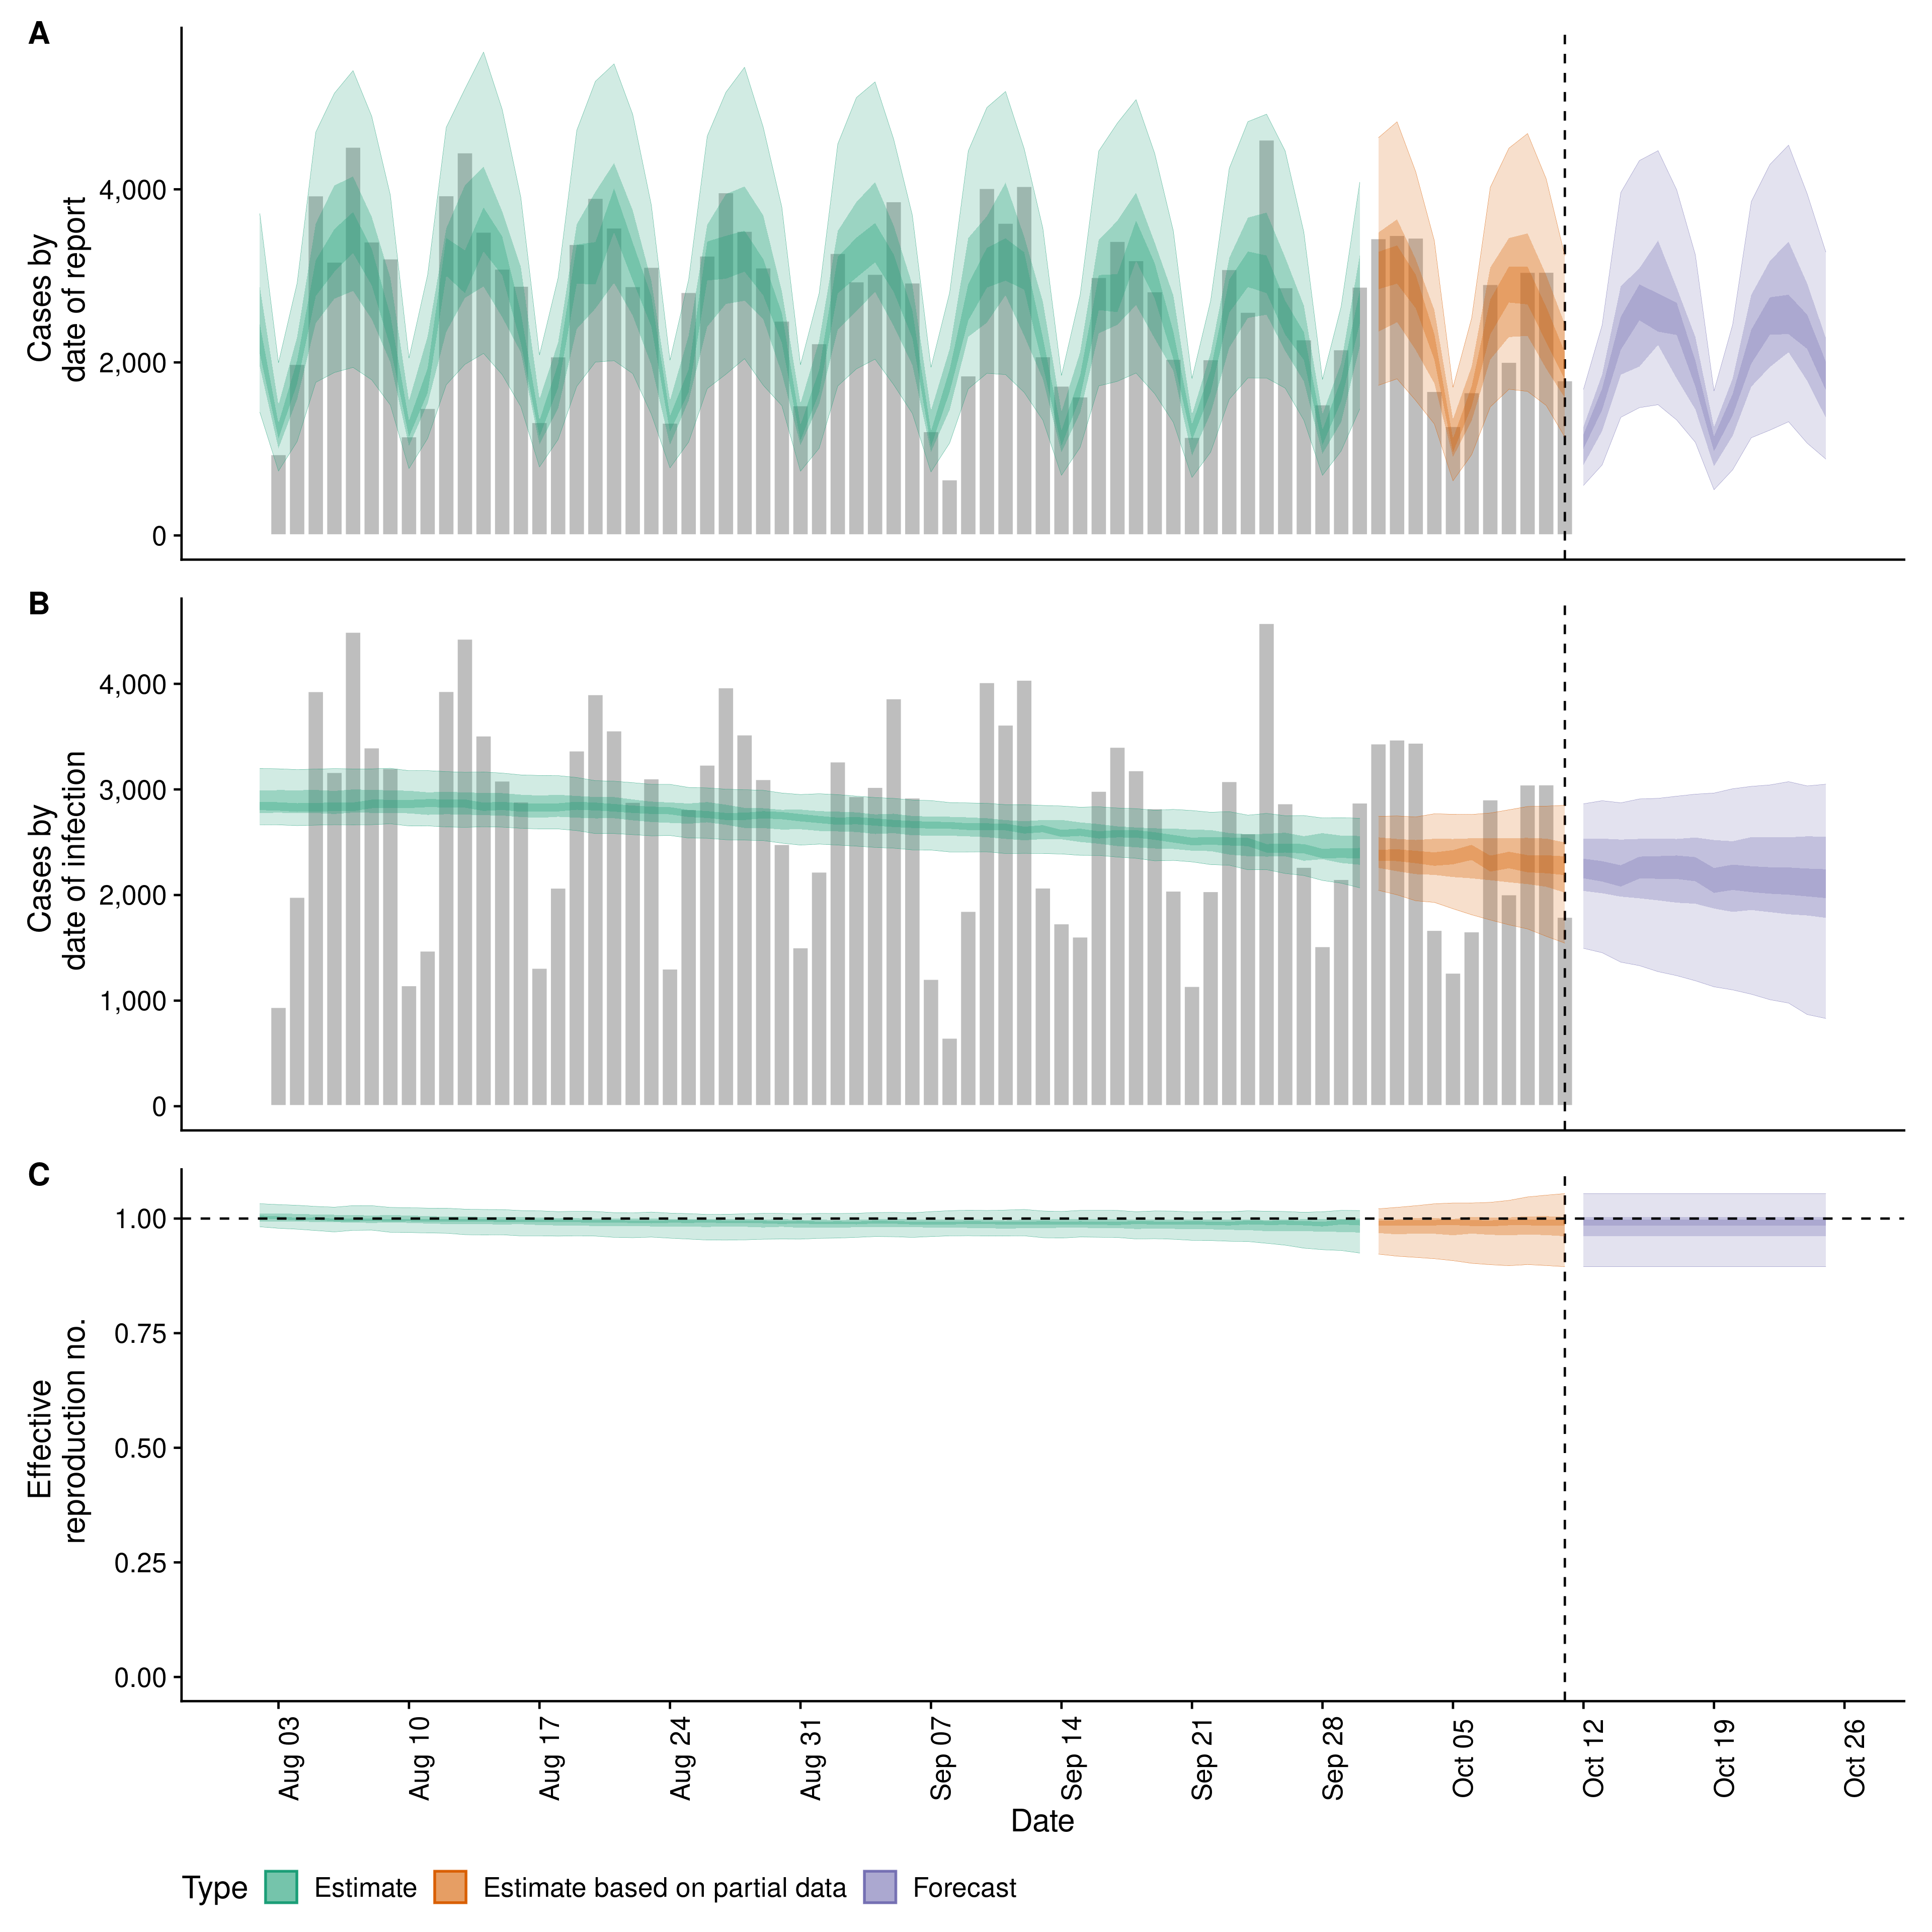 A
Cases by
date of report
4,000
2,000
0
B
Cases by
date of infection
4,000
3,000
2,000
1,000
0
C
Effective
reproduction no.
1.00
0.75
0.50
0.25
0.00
Aug 03
Aug 10
Aug 17
Aug 24
Aug 31
Sep 07
Sep 14
Sep 21
Sep 28
Oct 05
Oct 12
Oct 19
Oct 26
Date
Type Estimate Estimate based on partial data Forecast